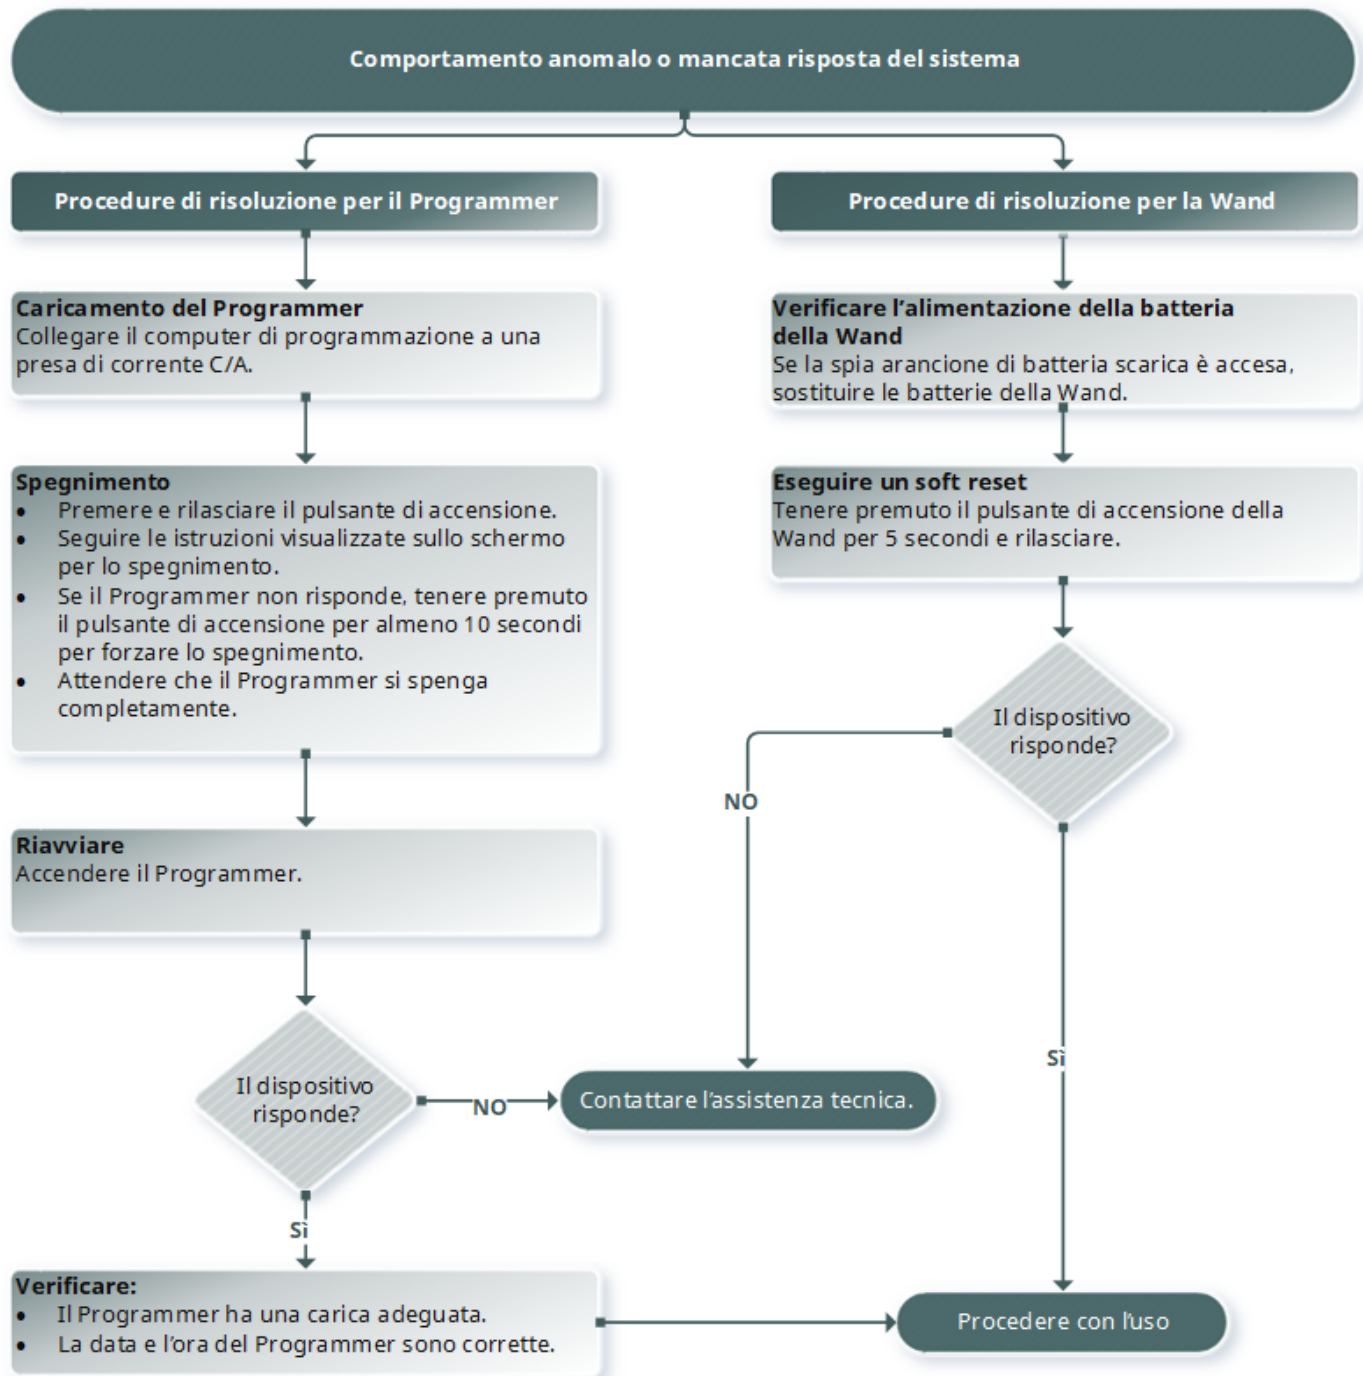 Comportamento anomalo o mancata risposta del sistema
Procedure di risoluzione per il Programmer
Caricamento del Programmer
Collegare il computer di programmazione a una
presa di corrente C/A.
Spegnimento
• Premere e rilasciare il pulsante di accensione.
• Seguire le istruzioni visualizzate sullo schermo
per lo spegnimento.
• Se il Programmer non risponde, tenere premuto
il pulsante di accensione per almeno 10 secondi
per forzare lo spegnimento.
• Attendere che il Programmer si spenga
completamente.
Riavviare
Accendere il Programmer.
Il dispositivo
risponde?
NO
Sì
Verificare:
• Il Programmer ha una carica adeguata.
• La data e l’ora del Programmer sono corrette.
Procedure di risoluzione per la Wand
Verificare l’alimentazione della batteria
della Wand
Se la spia arancione di batteria scarica è accesa,
sostituire le batterie della Wand.
Eseguire un soft reset
Tenere premuto il pulsante di accensione della
Wand per 5 secondi e rilasciare.
Il dispositivo
risponde?
NO
Sì
Contattare l’assistenza tecnica.
Procedere con l’uso